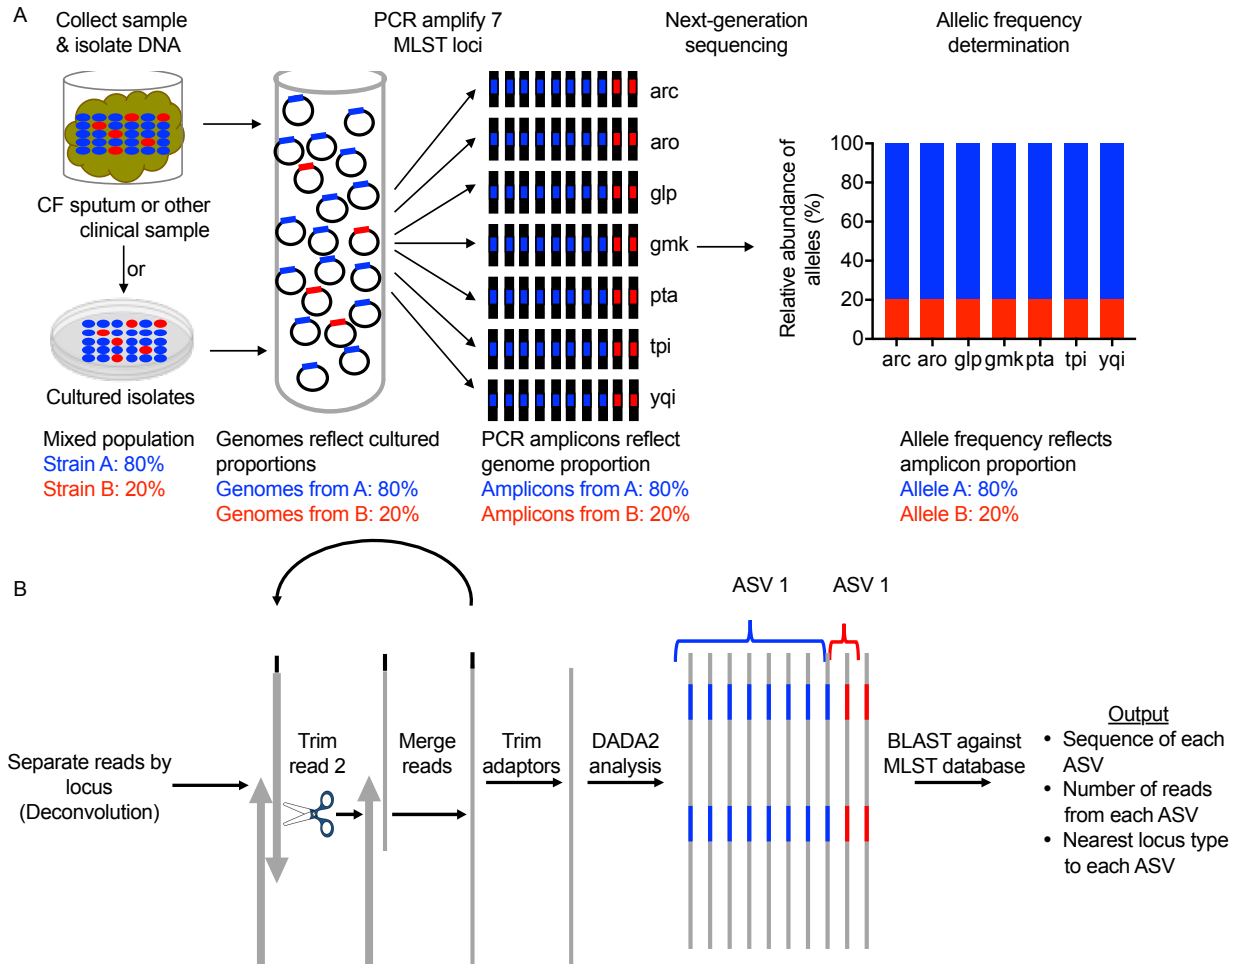 A
Collect sample
& isolate DNA
PCR amplify 7
MLST loci
Next-generation
sequencing
Allelic frequency
determination
arc
aro
glp
gmk
pta
tpi
yqi
CF sputum or other
clinical sample
or
Cultured isolates
Relative abundance of
alleles (%)
100
80
60
40
20
0
arc aro glp gmk pta tpi yqi
Mixed population
Strain A: 80%
Strain B: 20%
Genomes reflect cultured
proportions
Genomes from A: 80%
Genomes from B: 20%
PCR amplicons reflect
genome proportion
Amplicons from A: 80%
Amplicons from B: 20%
Allele frequency reflects
amplicon proportion
Allele A: 80%
Allele B: 20%
B
Separate reads by
locus
(Deconvolution)
Trim
read 2
Merge
reads
Trim
adaptors
DADA2
analysis
ASV 1
ASV 1
BLAST against
MLST database
Output
• Sequence of each
ASV
• Number of reads
from each ASV
• Nearest locus type
to each ASV